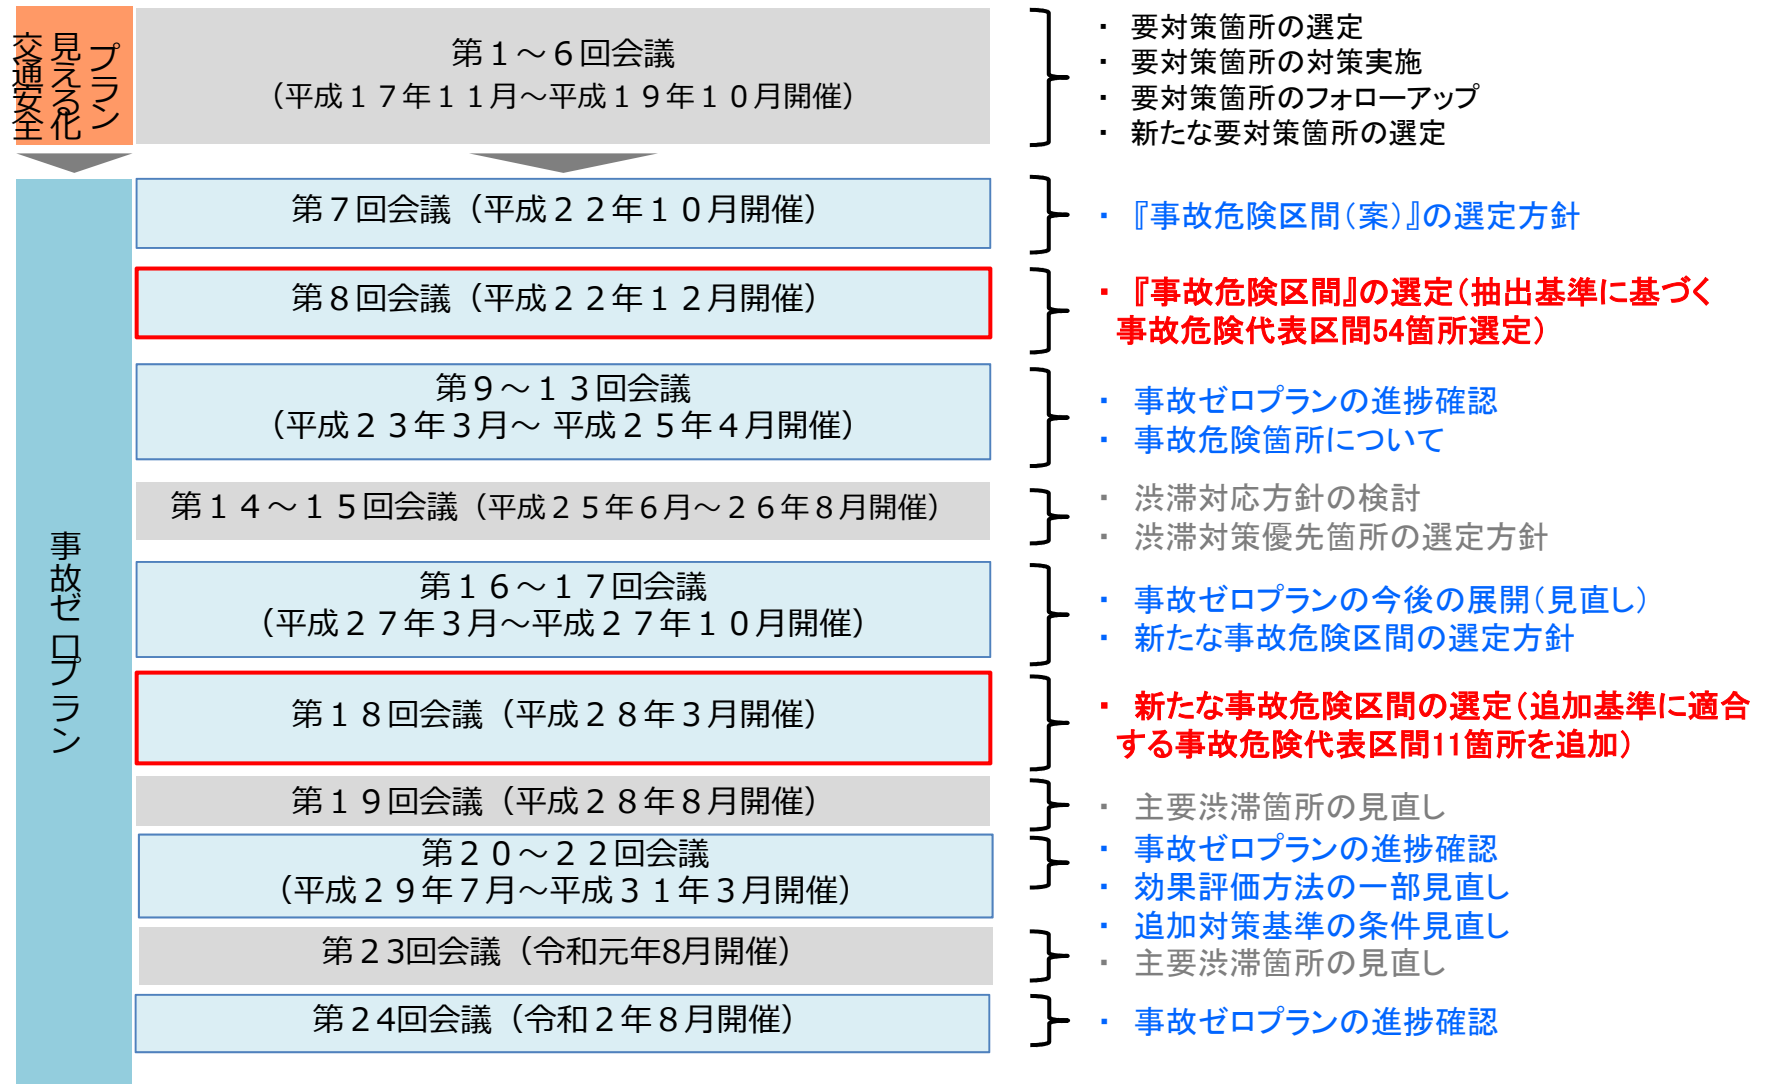 交通安全
見える化
プラン
第１～６回会議
（平成１７年１１月～平成１９年１０月開催）
・ 要対策箇所の選定
・ 要対策箇所の対策実施
・ 要対策箇所のフォローアップ
・ 新たな要対策箇所の選定
事故ゼロプラン
第７回会議（平成２２年１０月開催）
・ 『事故危険区間（案）』の選定方針
第８回会議（平成２２年１２月開催）
・ 『事故危険区間』の選定（抽出基準に基づく
事故危険代表区間54箇所選定）
第９～１３回会議
（平成２３年３月～ 平成２５年４月開催）
・ 事故ゼロプランの進捗確認
・ 事故危険箇所について
第１４～１５回会議（平成２５年６月～２６年８月開催）
・ 渋滞対応方針の検討
・ 渋滞対策優先箇所の選定方針
第１６～１７回会議
（平成２７年３月～平成２７年１０月開催）
・ 事故ゼロプランの今後の展開（見直し）
・ 新たな事故危険区間の選定方針
第１８回会議（平成２８年３月開催）
・ 新たな事故危険区間の選定（追加基準に適合
する事故危険代表区間11箇所を追加）
第１９回会議（平成２８年８月開催）
・ 主要渋滞箇所の見直し
第２０～２２回会議
（平成２９年７月～平成３１年３月開催）
・ 事故ゼロプランの進捗確認
・ 効果評価方法の一部見直し
・ 追加対策基準の条件見直し
第２3回会議（令和元年8月開催）
・ 主要渋滞箇所の見直し
第２4回会議（令和２年８月開催）
・ 事故ゼロプランの進捗確認